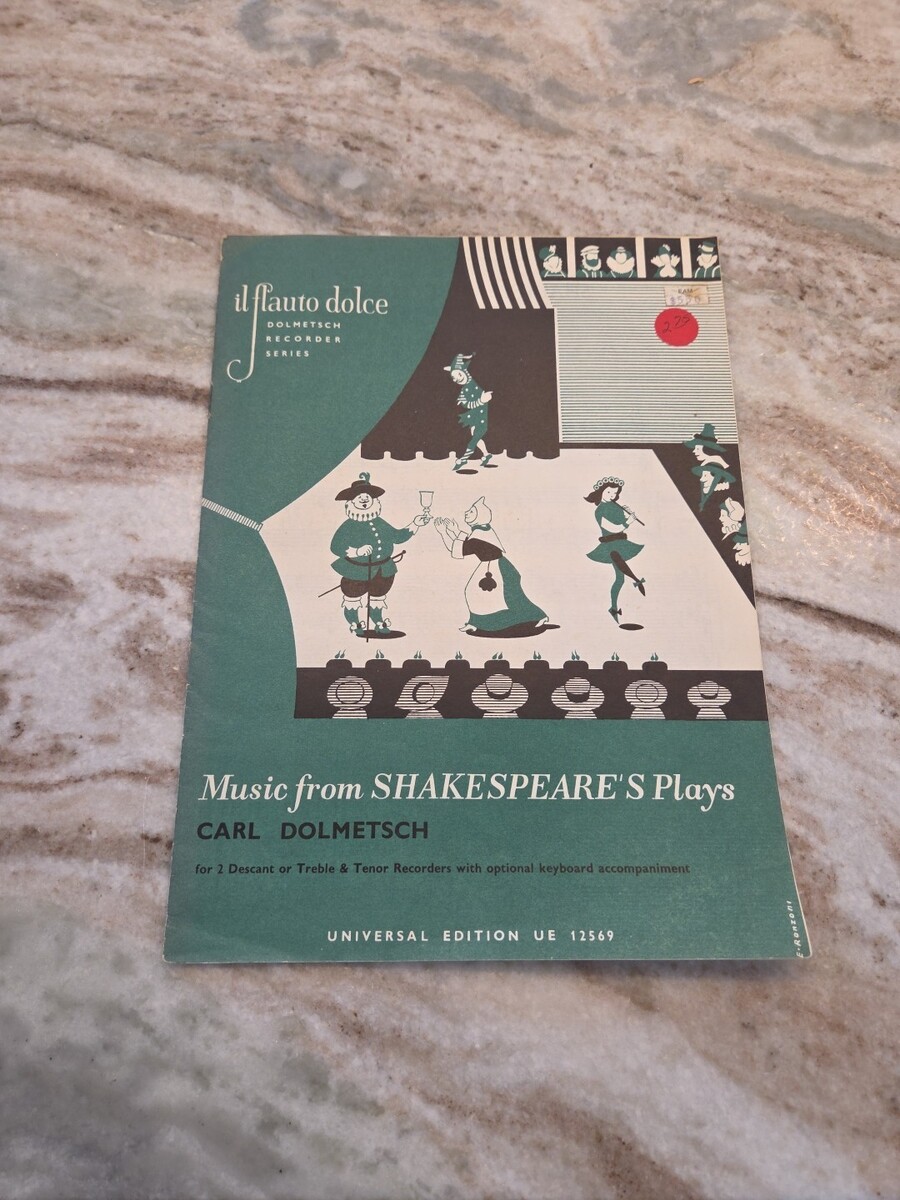 il flauto dolce
DOLMETSCH
RECORDER
SERIES
2.75
Music from SHAKESPEARE'S Plays
CARL DOLMETSCH
for 2 Descant or Treble & Tenor Recorders with optional keyboard accompaniment
UNIVERSAL EDITION UE 12569
E-Ranzoni